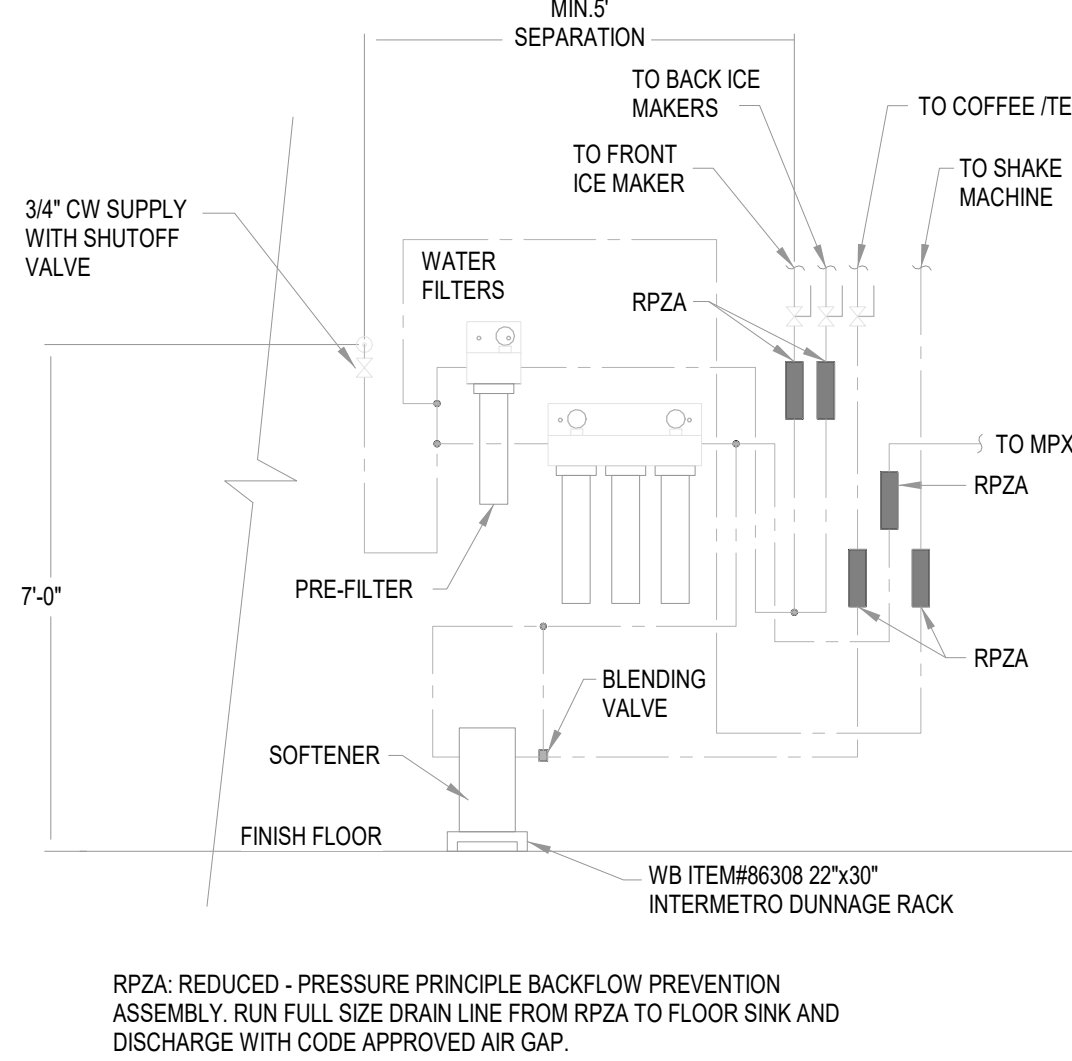 MIN.5'
SEPARATION
TO BACK ICE
MAKERS
TO COFFEE /TE
TO FRONT
ICE MAKER
TO SHAKE
MACHINE
3/4" CW SUPPLY
WITH SHUTOFF
VALVE
WATER
FILTERS
RPZA
TO MPX
RPZA
PRE-FILTER
7'-0"
RPZA
BLENDING
VALVE
SOFTENER
FINISH FLOOR
WB ITEM#86308 22"x30"
INTERMETRO DUNNAGE RACK
RPZA: REDUCED - PRESSURE PRINCIPLE BACKFLOW PREVENTION
ASSEMBLY. RUN FULL SIZE DRAIN LINE FROM RPZA TO FLOOR SINK AND
DISCHARGE WITH CODE APPROVED AIR GAP.